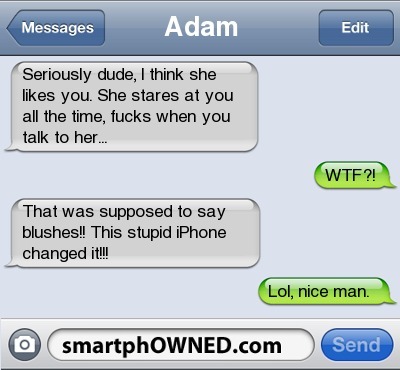 Messages
Adam
Edit
Seriously dude, I think she
likes you. She stares at you
all the time, fucks when you
talk to her...
WTF?!
That was supposed to say
blushes!! This stupid iPhone
changed it!!!
Lol, nice man.
smartphOWNED.com
Send